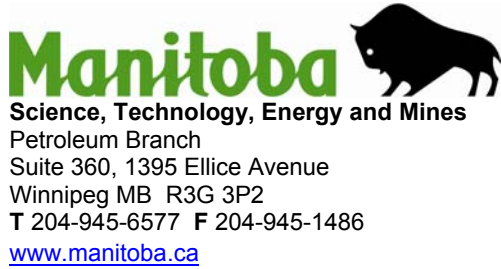 Manitoba
Science, Technology, Energy and Mines
Petroleum Branch
Suite 360, 1395 Ellice Avenue
Winnipeg MB  R3G 3P2
T 204-945-6577  F 204-945-1486
www.manitoba.ca